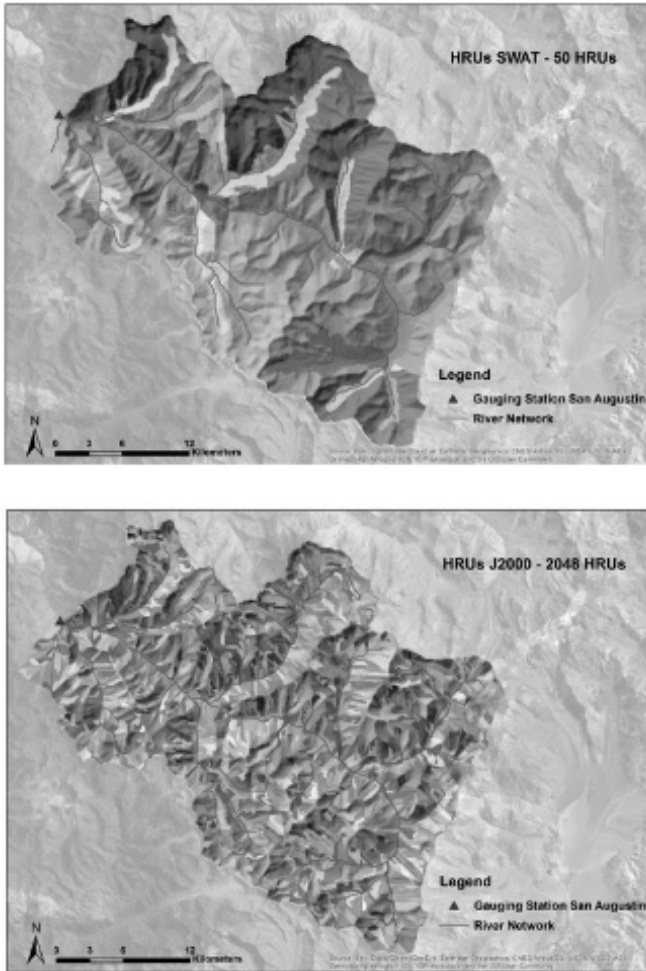 HRUs SWAT - 50 HRUs
Legend
Gauging Station San Augustin
River Network
N
0 3 6 12
Kilometers
HRUs J2000 - 2048 HRUs
Legend
Gauging Station San Augustin
River Network
N
0 3 6 12
Kilometers